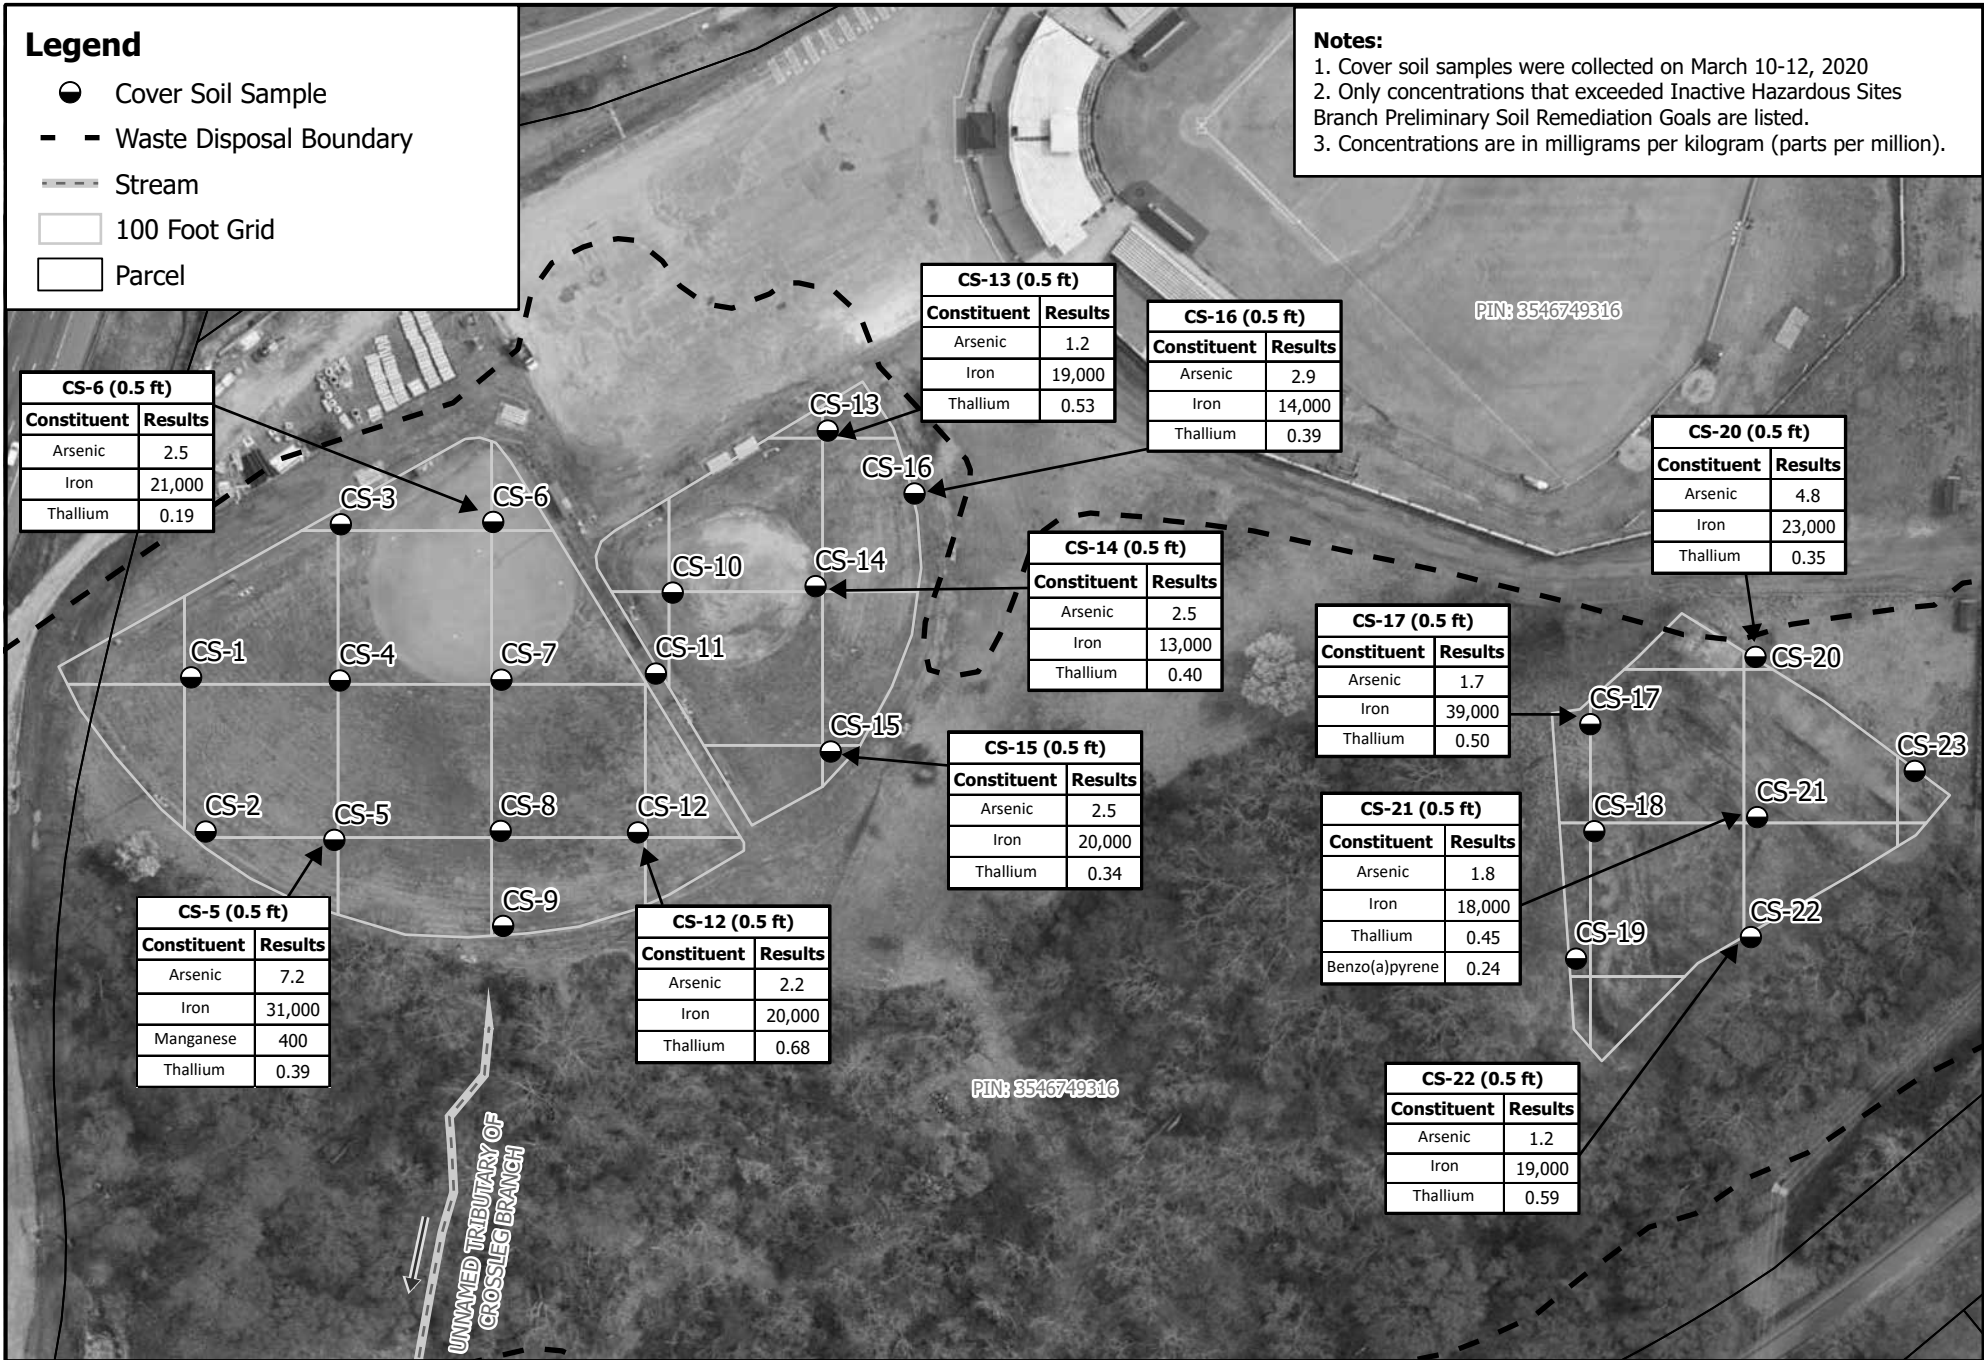 Legend
Cover Soil Sample
Waste Disposal Boundary
Stream
100 Foot Grid
Parcel
Notes:
1. Cover soil samples were collected on March 10-12, 2020
2. Only concentrations that exceeded Inactive Hazardous Sites
Branch Preliminary Soil Remediation Goals are listed.
3. Concentrations are in milligrams per kilogram (parts per million).
PIN: 3546749316
CS-13 (0.5 ft)
Constituent Results
Arsenic 1.2
Iron 19,000
Thallium 0.53
CS-16 (0.5 ft)
Constituent Results
Arsenic 2.9
Iron 14,000
Thallium 0.39
CS-6 (0.5 ft)
Constituent Results
Arsenic 2.5
Iron 21,000
Thallium 0.19
CS-20 (0.5 ft)
Constituent Results
Arsenic 4.8
Iron 23,000
Thallium 0.35
CS-14 (0.5 ft)
Constituent Results
Arsenic 2.5
Iron 13,000
Thallium 0.40
CS-17 (0.5 ft)
Constituent Results
Arsenic 1.7
Iron 39,000
Thallium 0.50
CS-15 (0.5 ft)
Constituent Results
Arsenic 2.5
Iron 20,000
Thallium 0.34
CS-21 (0.5 ft)
Constituent Results
Arsenic 1.8
Iron 18,000
Thallium 0.45
Benzo(a)pyrene 0.24
CS-5 (0.5 ft)
Constituent Results
Arsenic 7.2
Iron 31,000
Manganese 400
Thallium 0.39
CS-12 (0.5 ft)
Constituent Results
Arsenic 2.2
Iron 20,000
Thallium 0.68
CS-22 (0.5 ft)
Constituent Results
Arsenic 1.2
Iron 19,000
Thallium 0.59
CS-13
CS-16
CS-3
CS-6
CS-10
CS-14
CS-1
CS-4
CS-7
CS-11
CS-20
CS-17
CS-15
CS-23
CS-2
CS-5
CS-8
CS-12
CS-18
CS-21
CS-9
CS-19
CS-22
PIN: 3546749316
UNNAMED TRIBUTARY OF
CROSSLEG BRANCH